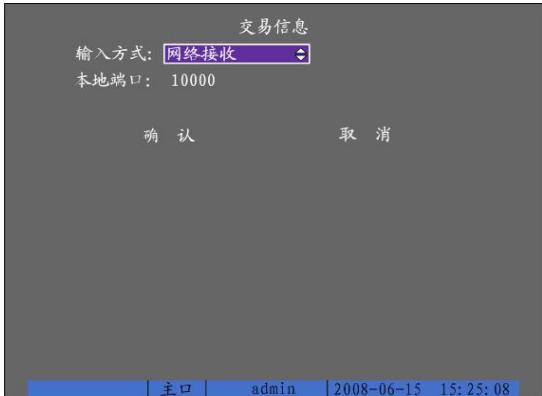 交易信息
输入方式: 网络接收
本地端口: 10000
确 认 取 消
主口 admin 2008-06-15 15:25:08